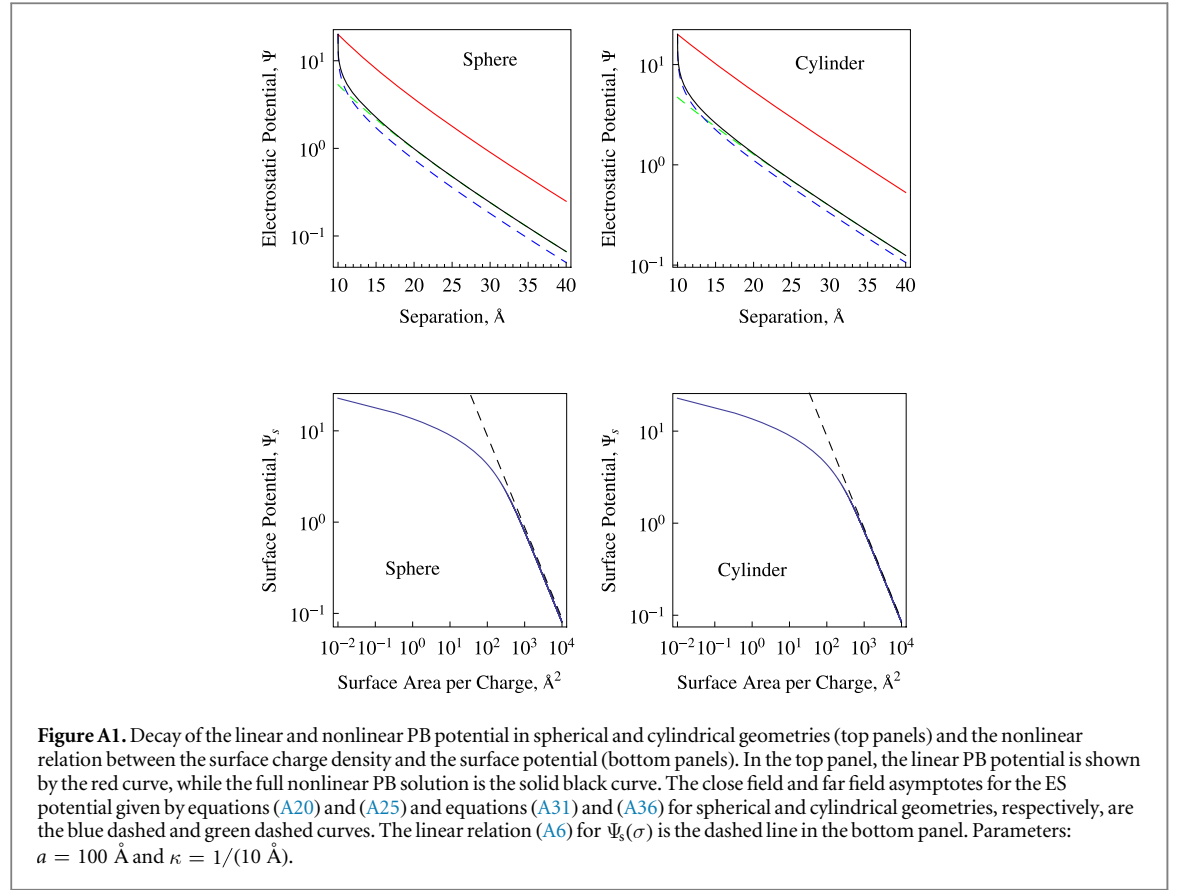 Electrostatic Potential, Ψ
10¹
10⁰
10⁻¹
Sphere
10 15 20 25 30 35 40
Separation, Å
Electrostatic Potential, Ψ
10¹
10⁰
10⁻¹
Cylinder
10 15 20 25 30 35 40
Separation, Å
Surface Potential, Ψₛ
10¹
10⁰
10⁻¹
Sphere
10⁻² 10⁻¹ 10⁰ 10¹ 10² 10³ 10⁴
Surface Area per Charge, Å²
Surface Potential, Ψₛ
10¹
10⁰
10⁻¹
Cylinder
10⁻² 10⁻¹ 10⁰ 10¹ 10² 10³ 10⁴
Surface Area per Charge, Å²
Figure A1. Decay of the linear and nonlinear PB potential in spherical and cylindrical geometries (top panels) and the nonlinear
relation between the surface charge density and the surface potential (bottom panels). In the top panel, the linear PB potential is shown
by the red curve, while the full nonlinear PB solution is the solid black curve. The close field and far field asymptotes for the ES
potential given by equations (A20) and (A25) and equations (A31) and (A36) for spherical and cylindrical geometries, respectively, are
the blue dashed and green dashed curves. The linear relation (A6) for Ψₛ(σ) is the dashed line in the bottom panel. Parameters:
a = 100 Å and κ = 1/(10 Å).